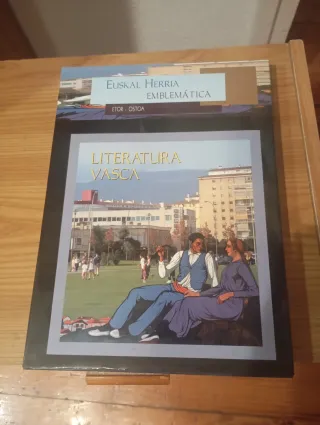 EUSKAL HERRIA
EMBLEMÁTICA
ETOR - OSTOA
LITERATURA
VASCA